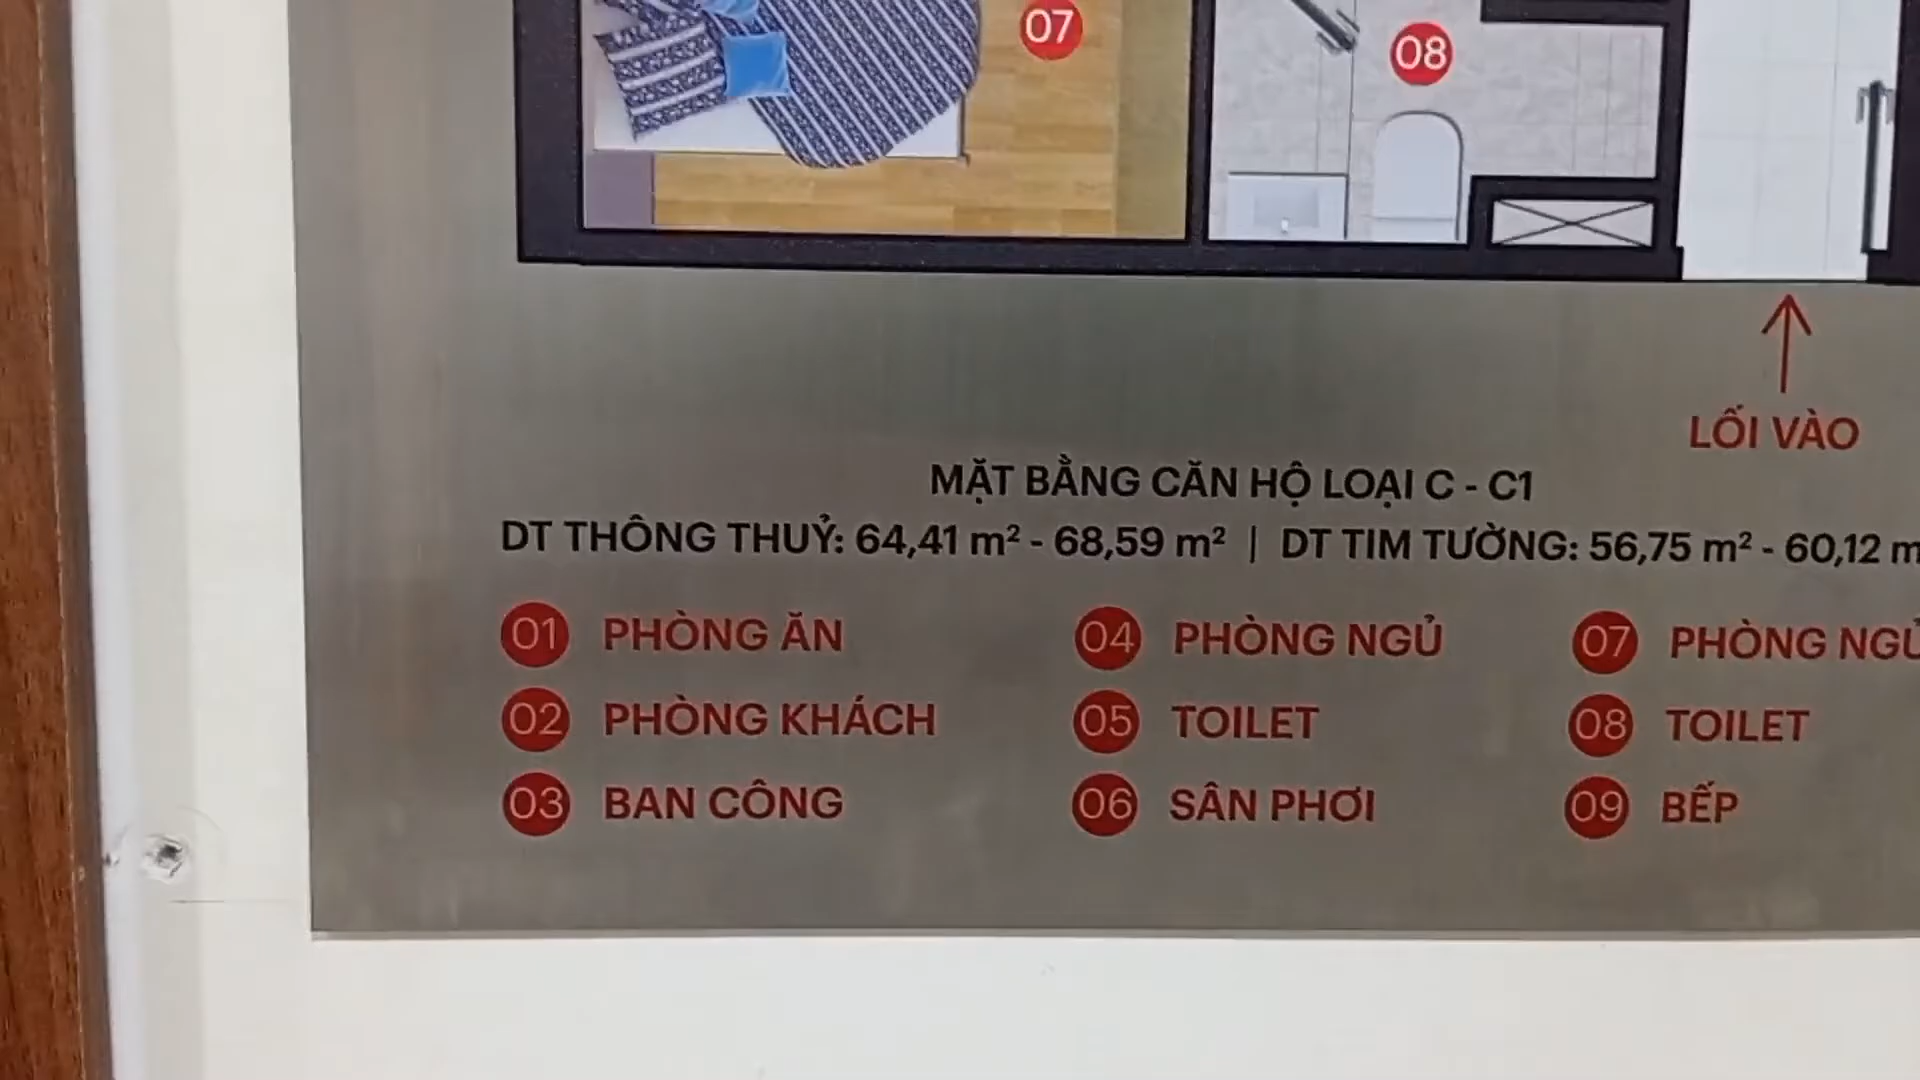 07
08
LỐI VÀO
MẶT BẰNG CĂN HỘ LOẠI C - C1
DT THÔNG THUỶ: 64,41 m² - 68,59 m² | DT TIM TƯỜNG: 56,75 m² - 60,12 m
01 PHÒNG ĂN
02 PHÒNG KHÁCH
03 BAN CÔNG
04 PHÒNG NGỦ
05 TOILET
06 SÂN PHƠI
07 PHÒNG NGỦ
08 TOILET
09 BẾP